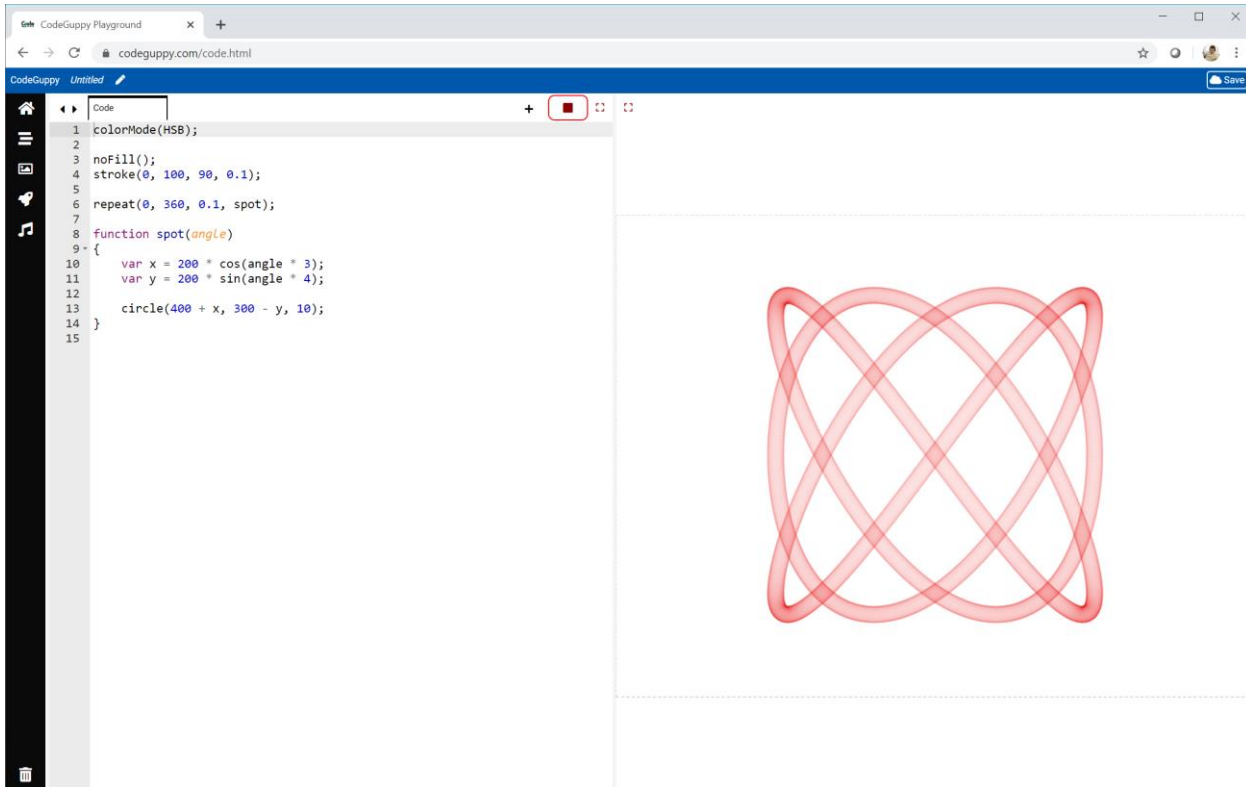 CodeGuppy Playground
codeguppy.com/code.html
CodeGuppy Untitled
Save
Code
1 colorMode(HSB);
2
3 noFill();
4 stroke(0, 100, 90, 0.1);
5
6 repeat(0, 360, 0.1, spot);
7
8 function spot(angle)
9 {
10 var x = 200 * cos(angle * 3);
11 var y = 200 * sin(angle * 4);
12
13 circle(400 + x, 300 - y, 10);
14 }
15